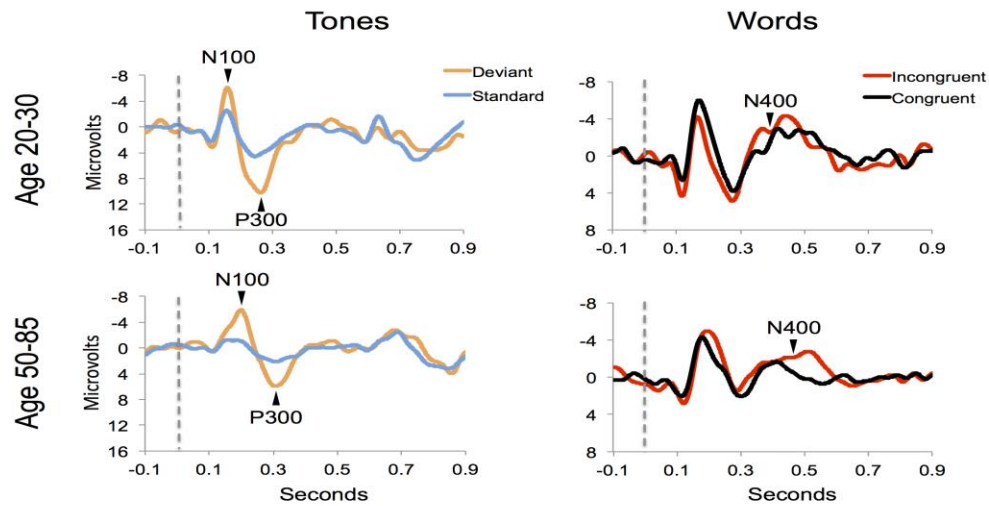 Tones
Words
Age 20-30
Microvolts
-8
-4
0
4
8
12
16
N100
P300
Deviant
Standard
-0.1 0.1 0.3 0.5 0.7 0.9
-8
-4
0
4
8
N400
Incongruent
Congruent
-0.1 0.1 0.3 0.5 0.7 0.9
Age 50-85
Microvolts
-8
-4
0
4
8
12
16
N100
P300
-0.1 0.1 0.3 0.5 0.7 0.9
Seconds
-8
-4
0
4
8
N400
-0.1 0.1 0.3 0.5 0.7 0.9
Seconds